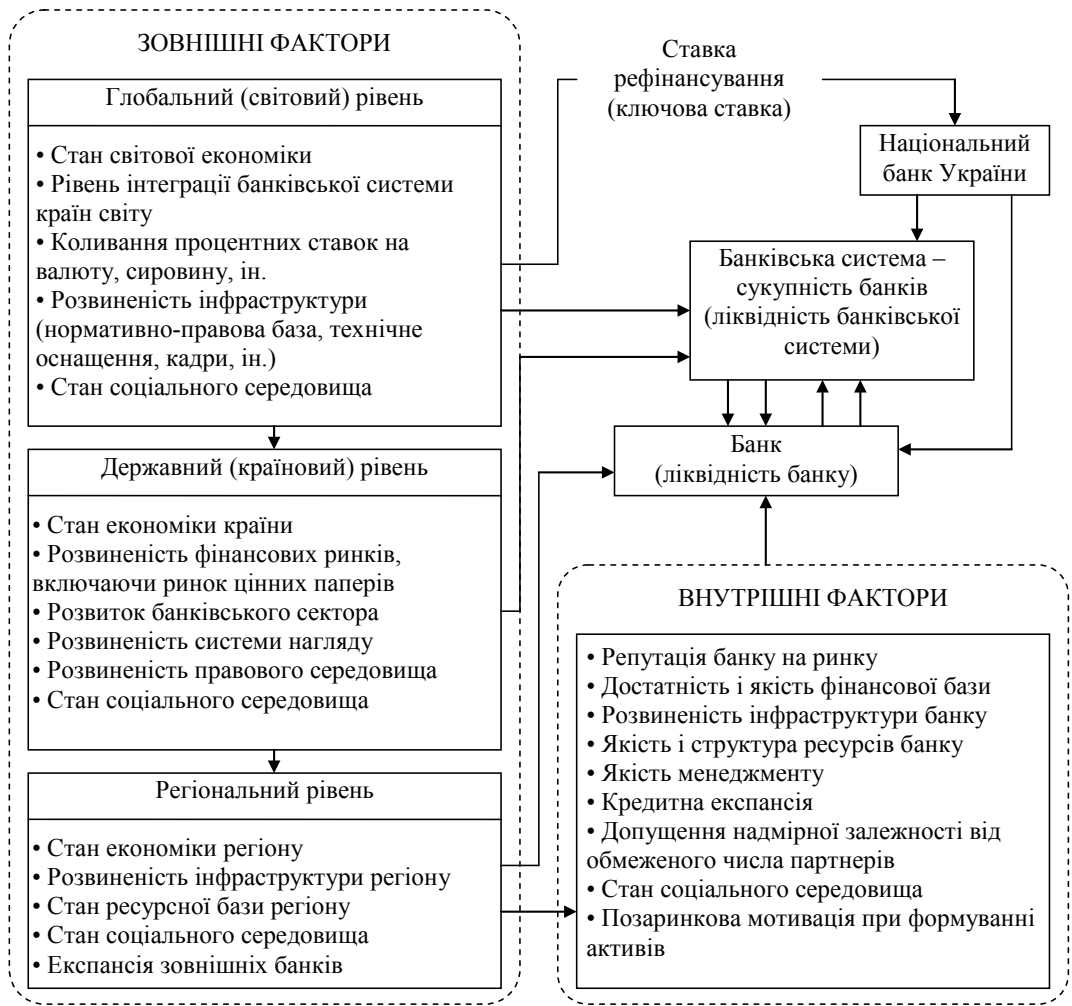 ЗОВНІШНІ ФАКТОРИ
Глобальний (світовий) рівень
• Стан світової економіки
• Рівень інтеграції банківської системи
країн світу
• Коливання процентних ставок на
валюту, сировину, ін.
• Розвиненість інфраструктури
(нормативно-правова база, технічне
оснащення, кадри, ін.)
• Стан соціального середовища
Державний (країновий) рівень
• Стан економіки країни
• Розвиненість фінансових ринків,
включаючи ринок цінних паперів
• Розвиток банківського сектора
• Розвиненість системи нагляду
• Розвиненість правового середовища
• Стан соціального середовища
Регіональний рівень
• Стан економіки регіону
• Розвиненість інфраструктури регіону
• Стан ресурсної бази регіону
• Стан соціального середовища
• Експансія зовнішніх банків
Ставка
рефінансування
(ключова ставка)
Національний
банк України
Банківська система –
сукупність банків
(ліквідність банківської
системи)
Банк
(ліквідність банку)
ВНУТРІШНІ ФАКТОРИ
• Репутація банку на ринку
• Достатність і якість фінансової бази
• Розвиненість інфраструктури банку
• Якість і структура ресурсів банку
• Якість менеджменту
• Кредитна експансія
• Допущення надмірної залежності від
обмеженого числа партнерів
• Стан соціального середовища
• Позаринкова мотивація при формуванні
активів